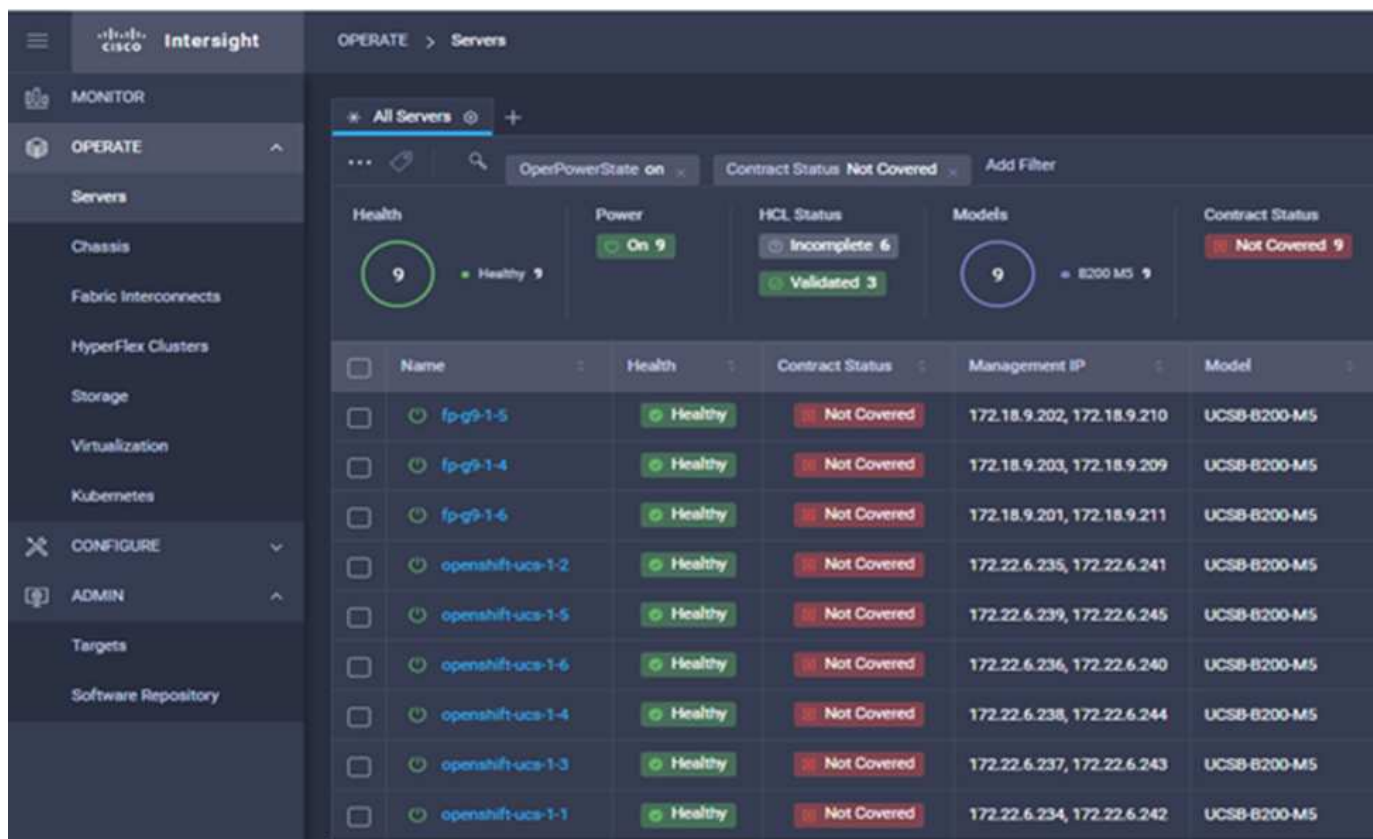 cisco Intersight
OPERATE > Servers
MONITOR
OPERATE
Servers
Chassis
Fabric Interconnects
HyperFlex Clusters
Storage
Virtualization
Kubernetes
CONFIGURE
ADMIN
Targets
Software Repository
All Servers
OperPowerState on × Contract Status Not Covered × Add Filter
Health Power HCL Status Models Contract Status
9 Healthy 9 On 9 Incomplete 6 9 B200 M5 9 Not Covered 9
Validated 3
Name Health Contract Status Management IP Model
fp-g9-1-5 Healthy Not Covered 172.18.9.202, 172.18.9.210 UCSB-B200-M5
fp-g9-1-4 Healthy Not Covered 172.18.9.203, 172.18.9.209 UCSB-B200-M5
fp-g9-1-6 Healthy Not Covered 172.18.9.201, 172.18.9.211 UCSB-B200-M5
openshift-ucs-1-2 Healthy Not Covered 172.22.6.235, 172.22.6.241 UCSB-B200-M5
openshift-ucs-1-5 Healthy Not Covered 172.22.6.239, 172.22.6.245 UCSB-B200-M5
openshift-ucs-1-6 Healthy Not Covered 172.22.6.236, 172.22.6.240 UCSB-B200-M5
openshift-ucs-1-4 Healthy Not Covered 172.22.6.238, 172.22.6.244 UCSB-B200-M5
openshift-ucs-1-3 Healthy Not Covered 172.22.6.237, 172.22.6.243 UCSB-B200-M5
openshift-ucs-1-1 Healthy Not Covered 172.22.6.234, 172.22.6.242 UCSB-B200-M5